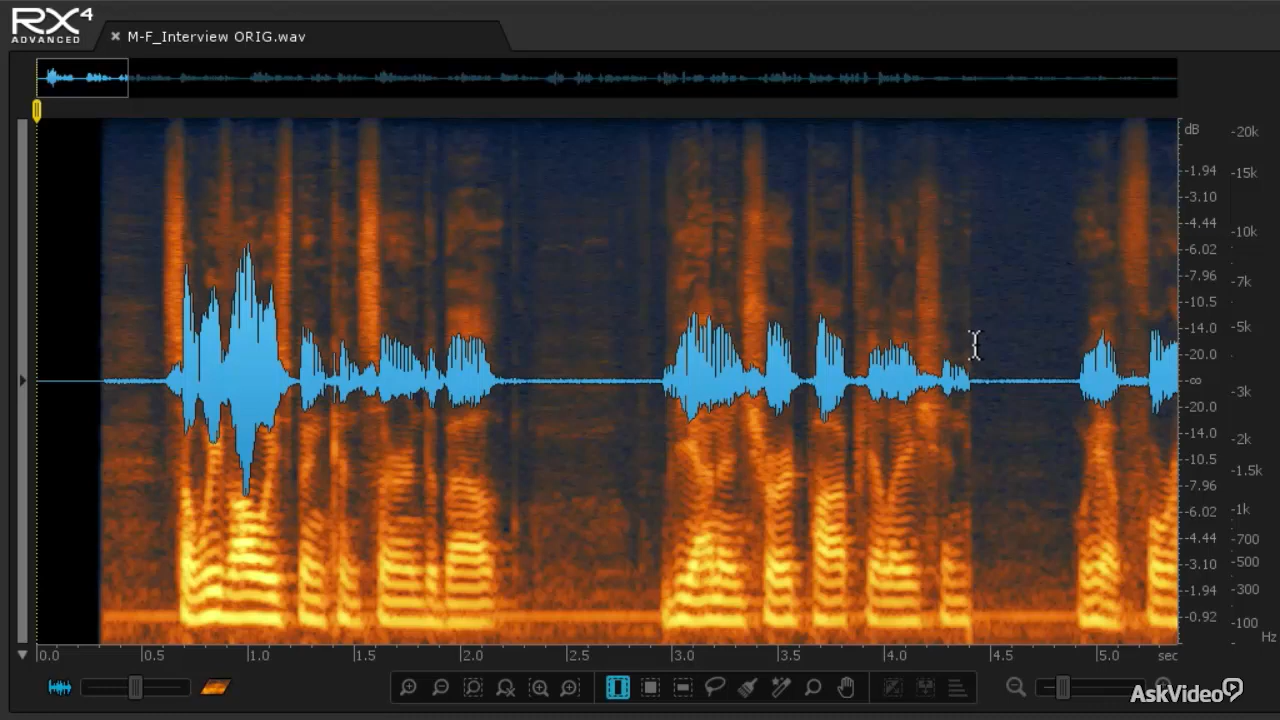 RX4
ADVANCED
M-F_Interview ORIG.wav
dB
-20k
-1.94
-15k
-3.10
-4.44
-10k
-6.02
-7.96
-7k
-10.5
-14.0
-5k
-20.0
-∞
-3k
-20.0
-14.0
-2k
-10.5
-1.5k
-7.96
-6.02
-1k
-4.44
-700
-3.10
-500
-1.94
-300
-0.92
-100
Hz
0.0 0.5 1.0 1.5 2.0 2.5 3.0 3.5 4.0 4.5 5.0 sec
AskVideo